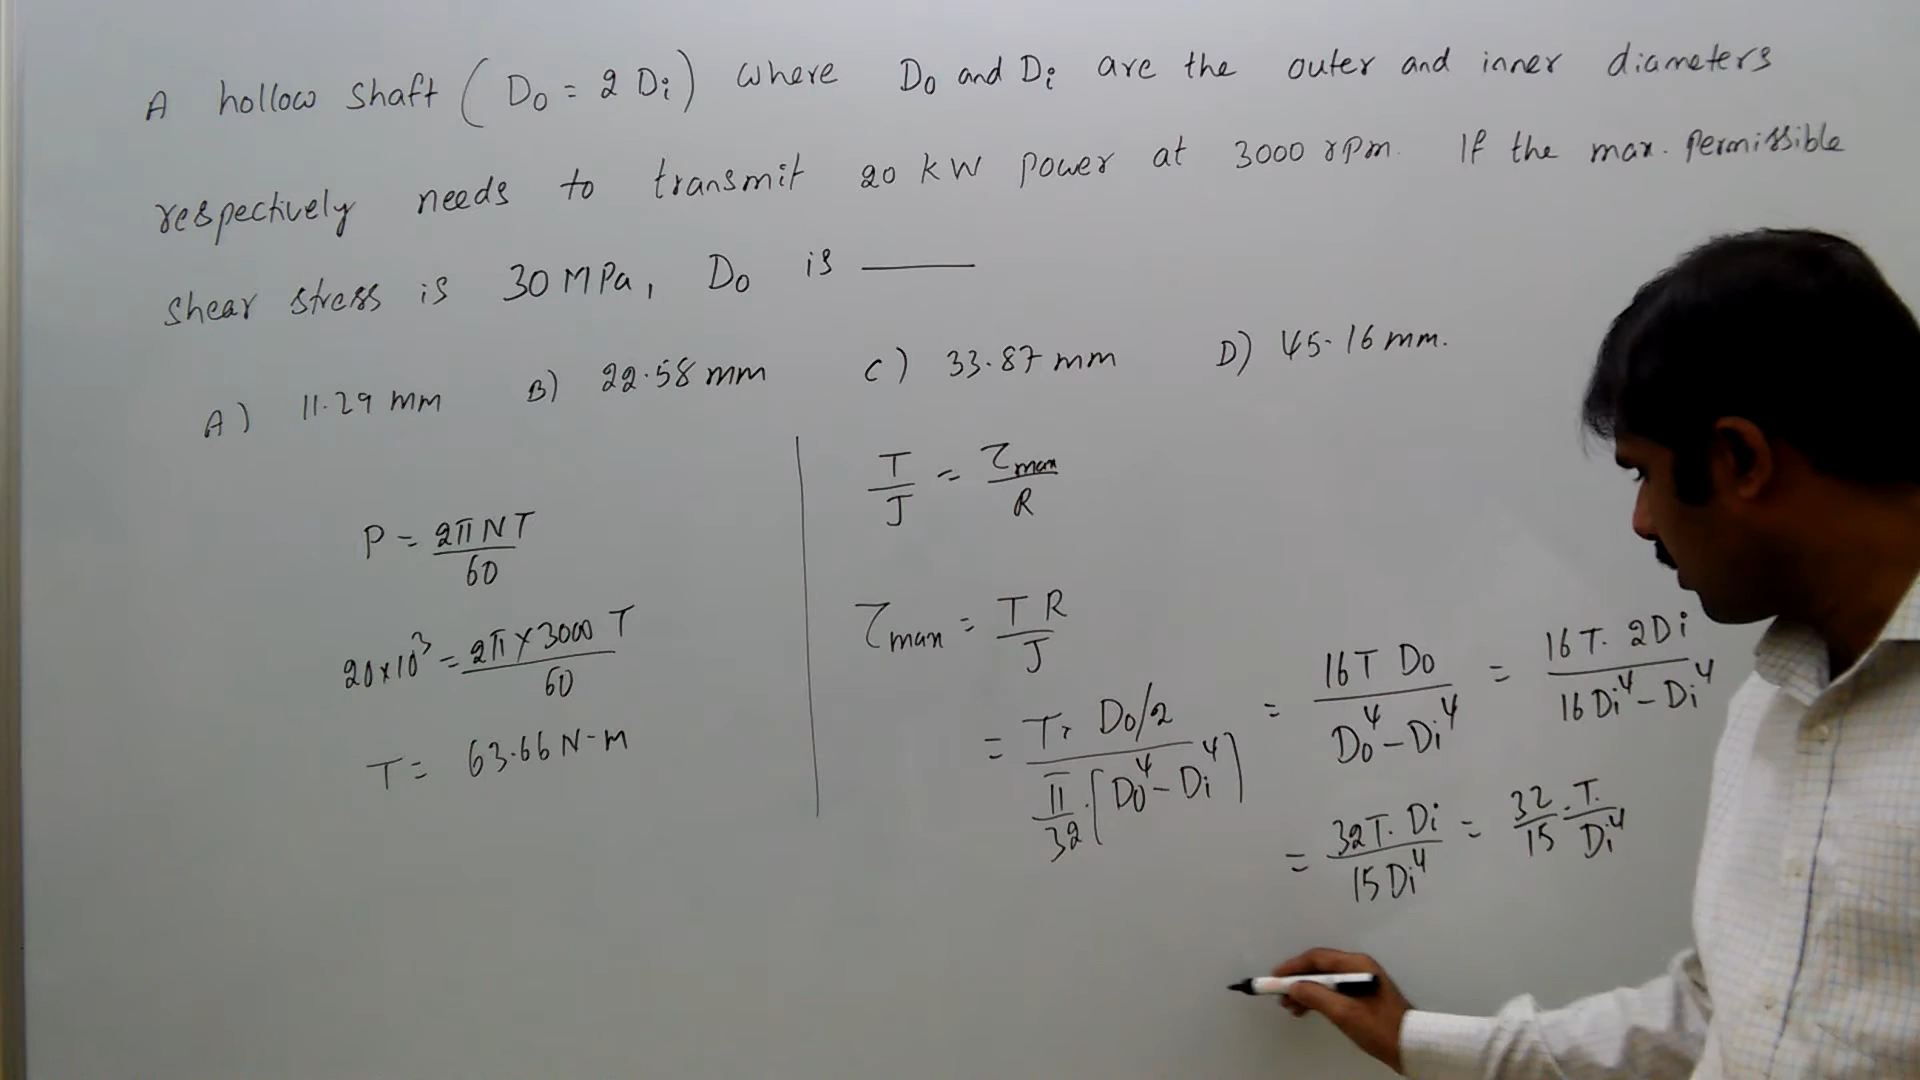 A hollow shaft ( Do = 2 Di ) where Do and Di are the outer and inner diameters
respectively needs to transmit 20 kW power at 3000 rpm. If the max. permissible
shear stress is 30 MPa, Do is ———
A) 11.29 mm B) 22.58 mm C) 33.87 mm D) 45.16 mm.
P = 2πNT / 60
20×10³ = 2π × 3000 T / 60
T = 63.66 N-m
T / J = τmax / R
τmax = T R / J
= T. Do/2 / π/32 . [Do⁴ - Di⁴] = 16T Do / Do⁴ - Di⁴ = 16T. 2Di / 16Di⁴ - Di⁴
= 32T. Di / 15Di⁴ = 32/15 . T. / Di⁴